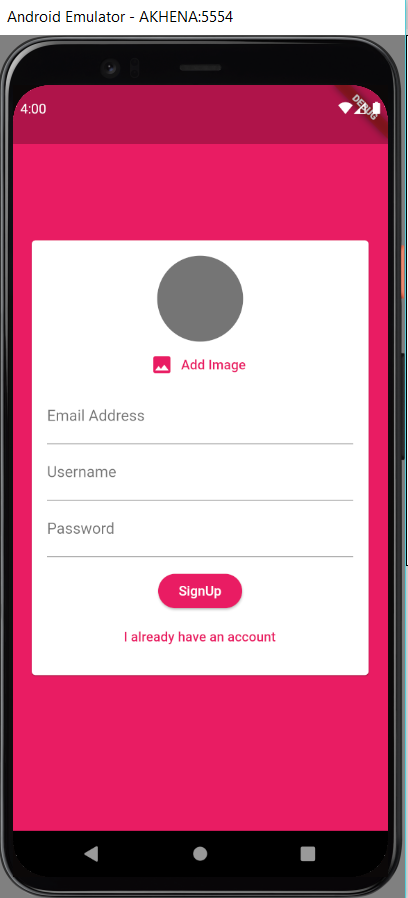 Android Emulator - AKHENA:5554
4:00
DEBUG
Add Image
Email Address
Username
Password
SignUp
I already have an account